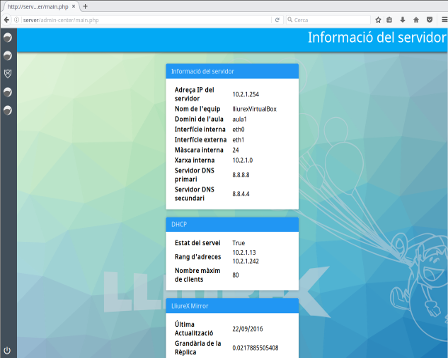 http://serv...er/main.php
server/admin-center/main.php
Cerca
Informació del servidor
Informació del servidor
Adreça IP del servidor 10.2.1.254
Nom de l'equip lliurexVirtualBox
Domini de l'aula aula1
Interfície interna eth0
Interfície externa eth1
Màscara interna 24
Xarxa interna 10.2.1.0
Servidor DNS primari 8.8.8.8
Servidor DNS secundari 8.8.4.4
DHCP
Estat del servei True
Rang d'adreces 10.2.1.13
10.2.1.242
Nombre màxim de clients 80
LLIUREX
LliureX Mirror
Última Actualització 22/09/2016
Grandària de la Rèplica 0.0217885505408